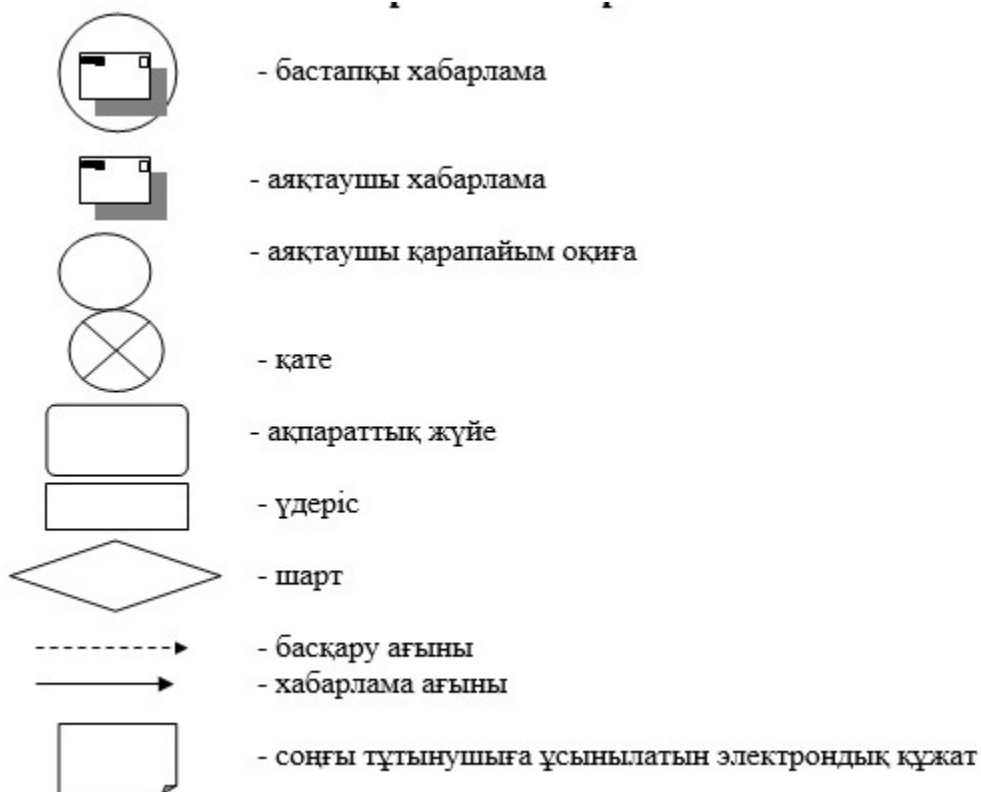 - бастапқы хабарлама
- аяқтаушы хабарлама
- аяқтаушы қарапайым оқиға
- қате
- ақпараттық жүйе
- үдеріс
- шарт
- басқару ағыны
- хабарлама ағыны
- соңғы тұтынушыға ұсынылатын электрондық құжат